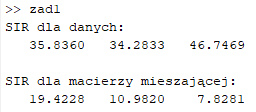 >> zad1
SIR dla danych:
35.8360 34.2833 46.7469
SIR dla macierzy mieszającej:
19.4228 10.9820 7.8281